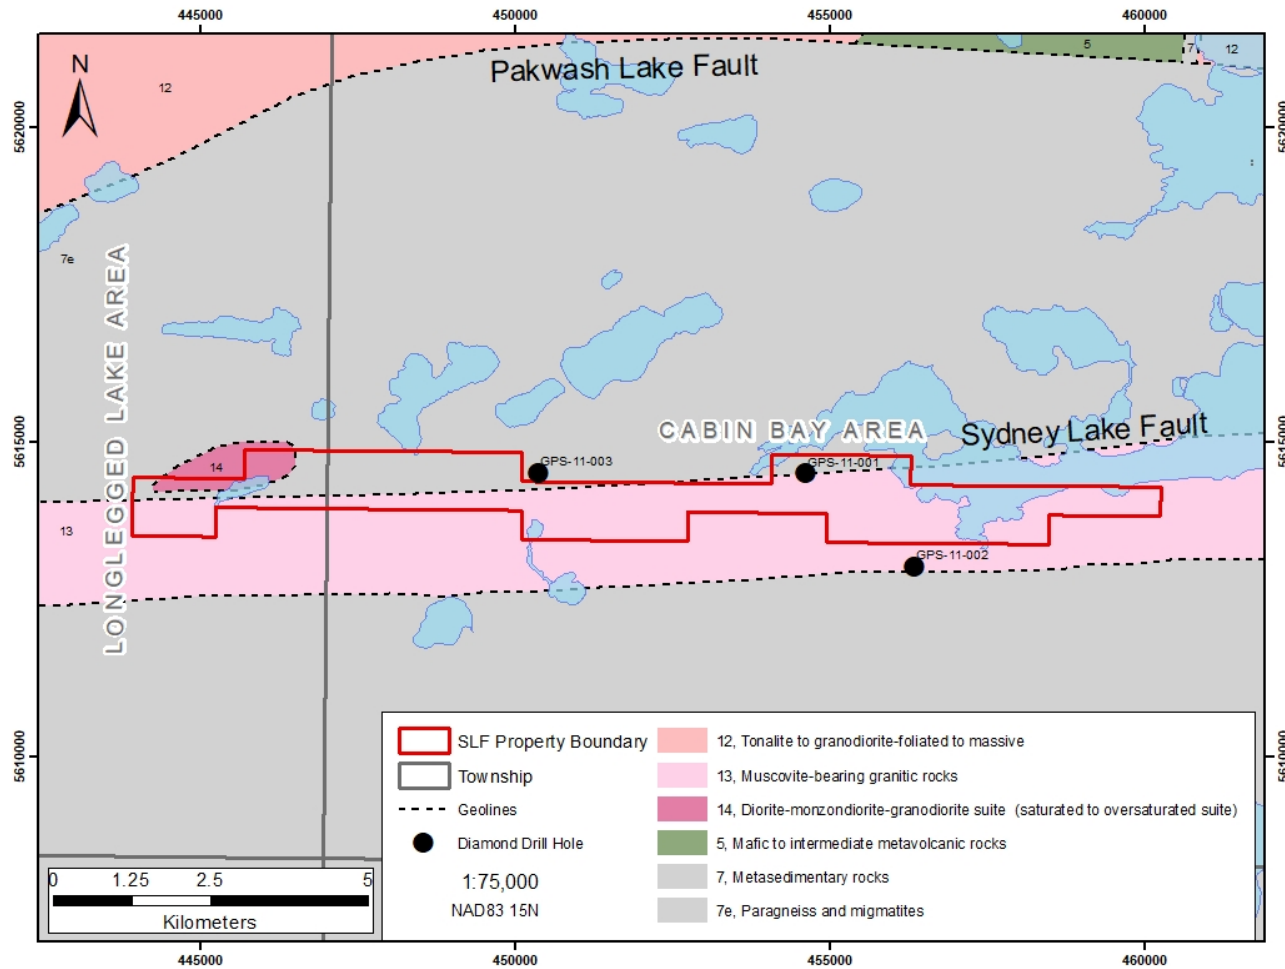 445000 450000 455000 460000
5 7 12
Pakwash Lake Fault
N
12
5620000 5620000
7e
LONGLEGGED LAKE AREA
CABIN BAY AREA
Sydney Lake Fault
5615000 5615000
14
GPS-11-003
GPS-11-001
13
GPS-11-002
SLF Property Boundary
Township
Geolines
Diamond Drill Hole
1:75,000
NAD83 15N
12, Tonalite to granodiorite-foliated to massive
13, Muscovite-bearing granitic rocks
14, Diorite-monzondiorite-granodiorite suite (saturated to oversaturated suite)
5, Mafic to intermediate metavolcanic rocks
7, Metasedimentary rocks
7e, Paragneiss and migmatites
5610000 5610000
0 1.25 2.5 5
Kilometers
445000 450000 455000 460000